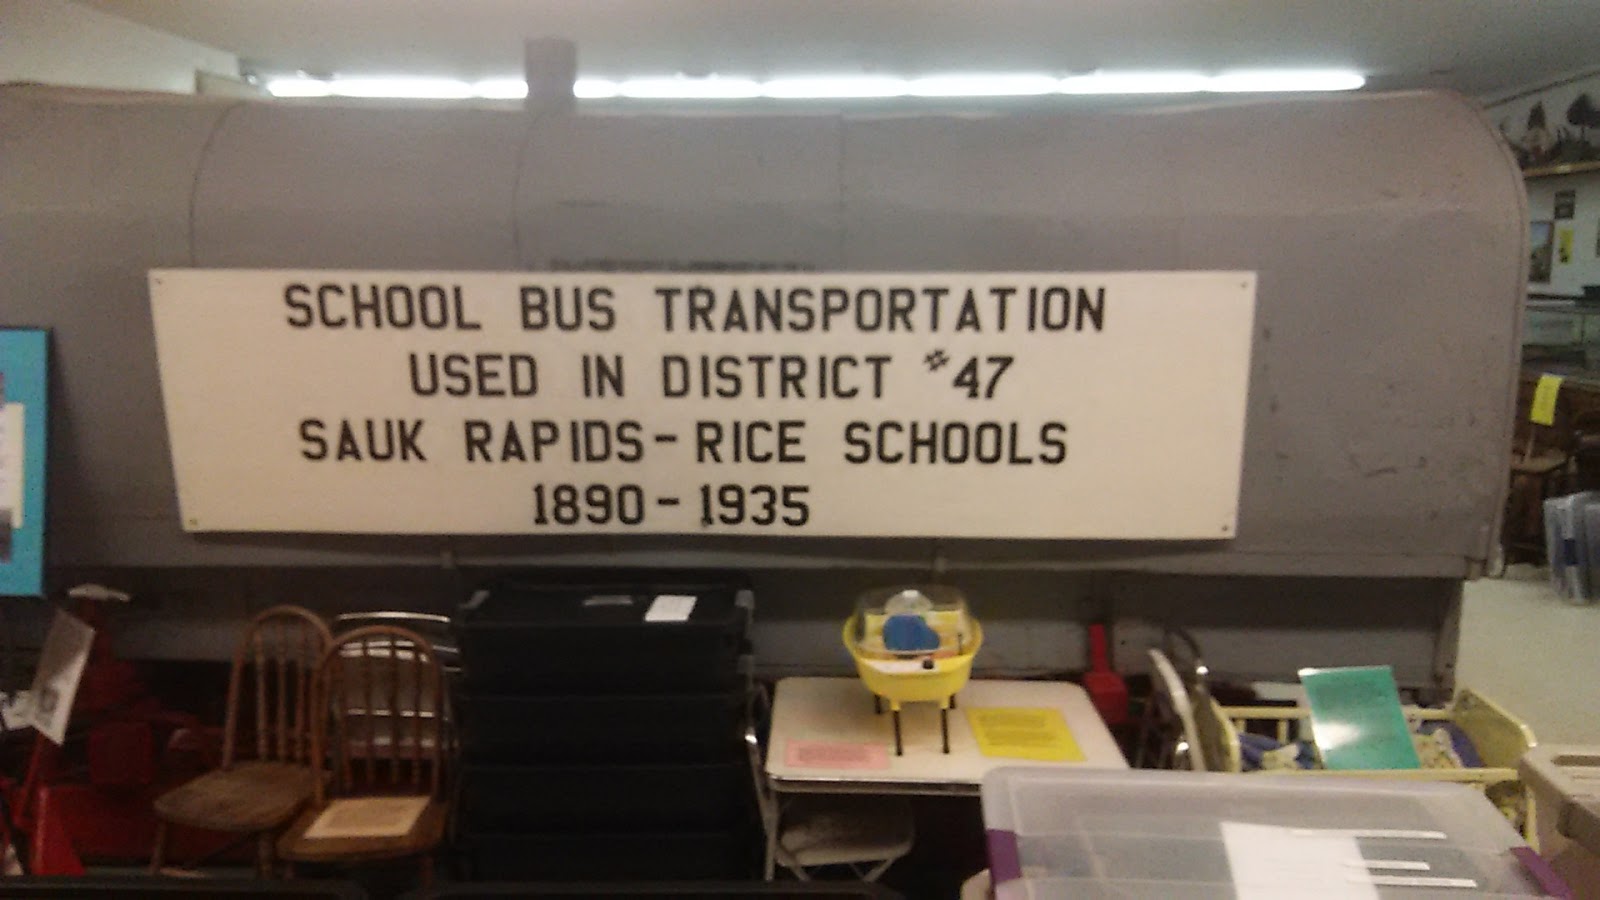 SCHOOL BUS TRANSPORTATION
USED IN DISTRICT #47
SAUK RAPIDS-RICE SCHOOLS
1890-1935